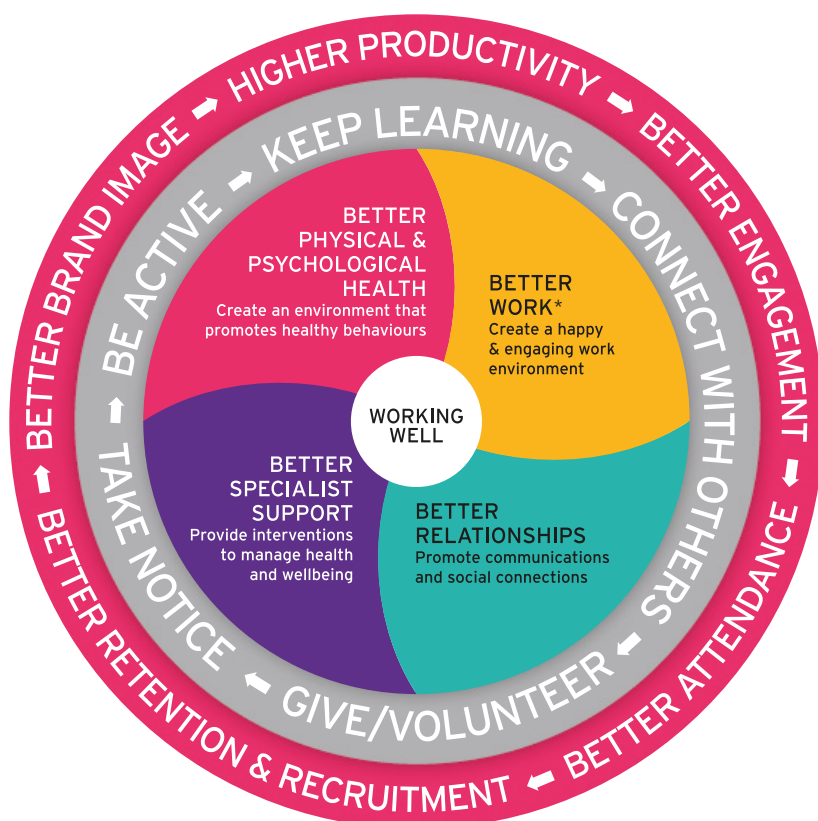 HIGHER PRODUCTIVITY
BETTER ENGAGEMENT
BETTER ATTENDANCE
BETTER RETENTION & RECRUITMENT
BETTER BRAND IMAGE
KEEP LEARNING
CONNECT WITH OTHERS
GIVE/VOLUNTEER
TAKE NOTICE
BE ACTIVE
BETTER
PHYSICAL &
PSYCHOLOGICAL
HEALTH
Create an environment that
promotes healthy behaviours
BETTER
WORK*
Create a happy
& engaging work
environment
WORKING
WELL
BETTER
SPECIALIST
SUPPORT
Provide interventions
to manage health
and wellbeing
BETTER
RELATIONSHIPS
Promote communications
and social connections